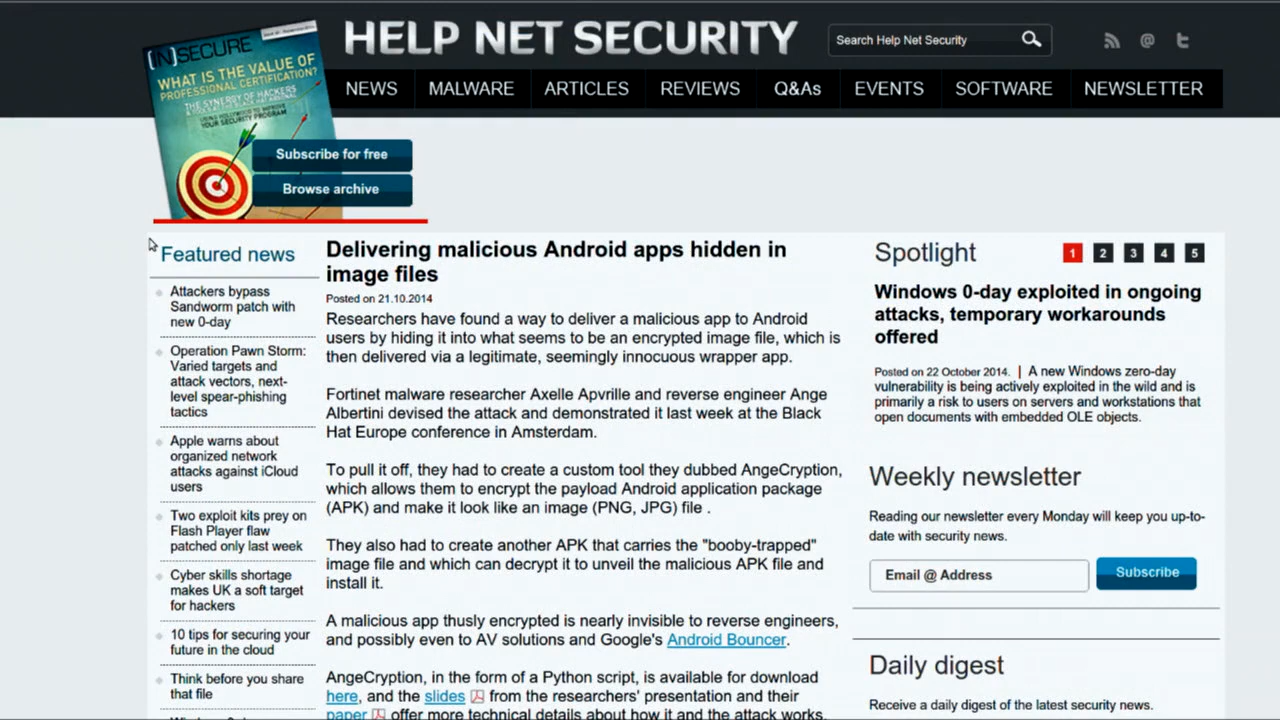 [IN]SECURE
WHAT IS THE VALUE OF
PROFESSIONAL CERTIFICATION?
THE SYNERGY OF HACKERS
USING HOLLYWOOD TO IMPROVE
YOUR SECURITY PROGRAM
Subscribe for free
Browse archive
HELP NET SECURITY
Search Help Net Security
NEWS
MALWARE
ARTICLES
REVIEWS
Q&As
EVENTS
SOFTWARE
NEWSLETTER
Featured news
Attackers bypass
Sandworm patch with
new 0-day
Operation Pawn Storm:
Varied targets and
attack vectors, next-
level spear-phishing
tactics
Apple warns about
organized network
attacks against iCloud
users
Two exploit kits prey on
Flash Player flaw
patched only last week
Cyber skills shortage
makes UK a soft target
for hackers
10 tips for securing your
future in the cloud
Think before you share
that file
Delivering malicious Android apps hidden in
image files
Posted on 21.10.2014
Researchers have found a way to deliver a malicious app to Android
users by hiding it into what seems to be an encrypted image file, which is
then delivered via a legitimate, seemingly innocuous wrapper app.
Fortinet malware researcher Axelle Apvrille and reverse engineer Ange
Albertini devised the attack and demonstrated it last week at the Black
Hat Europe conference in Amsterdam.
To pull it off, they had to create a custom tool they dubbed AngeCryption,
which allows them to encrypt the payload Android application package
(APK) and make it look like an image (PNG, JPG) file .
They also had to create another APK that carries the "booby-trapped"
image file and which can decrypt it to unveil the malicious APK file and
install it.
A malicious app thusly encrypted is nearly invisible to reverse engineers,
and possibly even to AV solutions and Google's Android Bouncer.
AngeCryption, in the form of a Python script, is available for download
here, and the slides from the researchers' presentation and their
paper offer more technical details about how it and the attack works.
Spotlight
1 2 3 4 5
Windows 0-day exploited in ongoing
attacks, temporary workarounds
offered
Posted on 22 October 2014. | A new Windows zero-day
vulnerability is being actively exploited in the wild and is
primarily a risk to users on servers and workstations that
open documents with embedded OLE objects.
Weekly newsletter
Reading our newsletter every Monday will keep you up-to-
date with security news.
Email @ Address
Subscribe
Daily digest
Receive a daily digest of the latest security news.